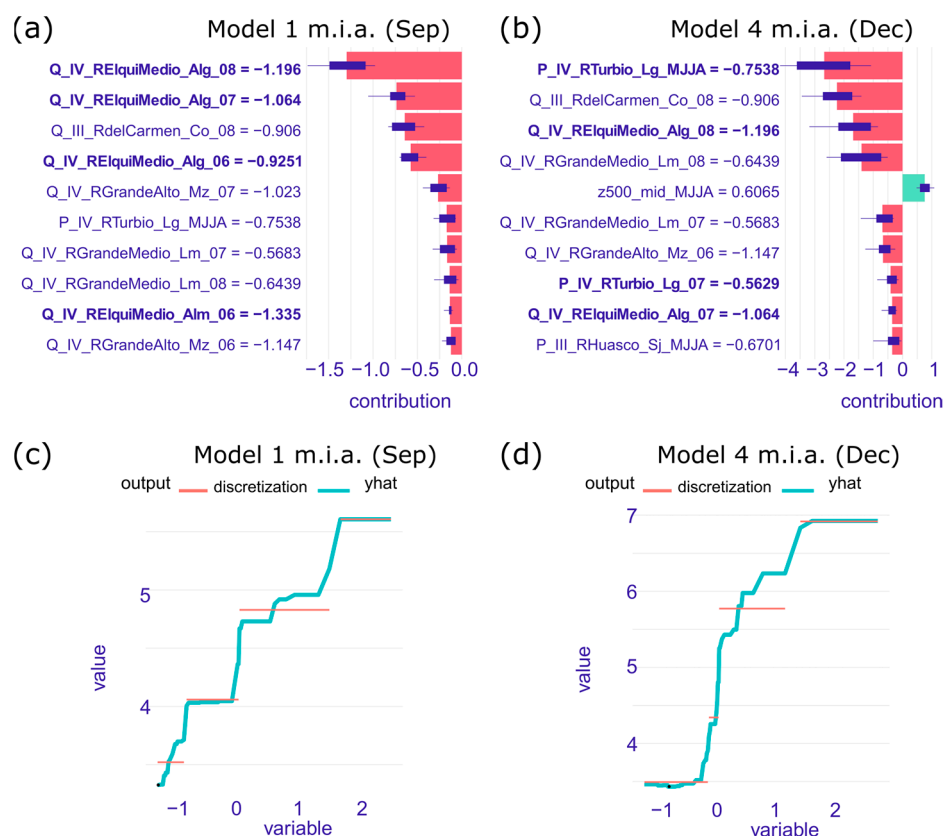 (a) Model 1 m.i.a. (Sep)
Q_IV_RElquiMedio_Alg_08 = −1.196
Q_IV_RElquiMedio_Alg_07 = −1.064
Q_III_RdelCarmen_Co_08 = −0.906
Q_IV_RElquiMedio_Alg_06 = −0.9251
Q_IV_RGrandeAlto_Mz_07 = −1.023
P_IV_RTurbio_Lg_MJJA = −0.7538
Q_IV_RGrandeMedio_Lm_07 = −0.5683
Q_IV_RGrandeMedio_Lm_08 = −0.6439
Q_IV_RElquiMedio_Alm_06 = −1.335
Q_IV_RGrandeAlto_Mz_06 = −1.147
−1.5 −1.0 −0.5 0.0
contribution
(b) Model 4 m.i.a. (Dec)
P_IV_RTurbio_Lg_MJJA = −0.7538
Q_III_RdelCarmen_Co_08 = −0.906
Q_IV_RElquiMedio_Alg_08 = −1.196
Q_IV_RGrandeMedio_Lm_08 = −0.6439
z500_mid_MJJA = 0.6065
Q_IV_RGrandeMedio_Lm_07 = −0.5683
Q_IV_RGrandeAlto_Mz_06 = −1.147
P_IV_RTurbio_Lg_07 = −0.5629
Q_IV_RElquiMedio_Alg_07 = −1.064
P_III_RHuasco_Sj_MJJA = −0.6701
−4 −3 −2 −1 0 1
contribution
(c) Model 1 m.i.a. (Sep)
output discretization yhat
5
4
value
−1 0 1 2
variable
(d) Model 4 m.i.a. (Dec)
output discretization yhat
7
6
5
4
value
−1 0 1 2
variable